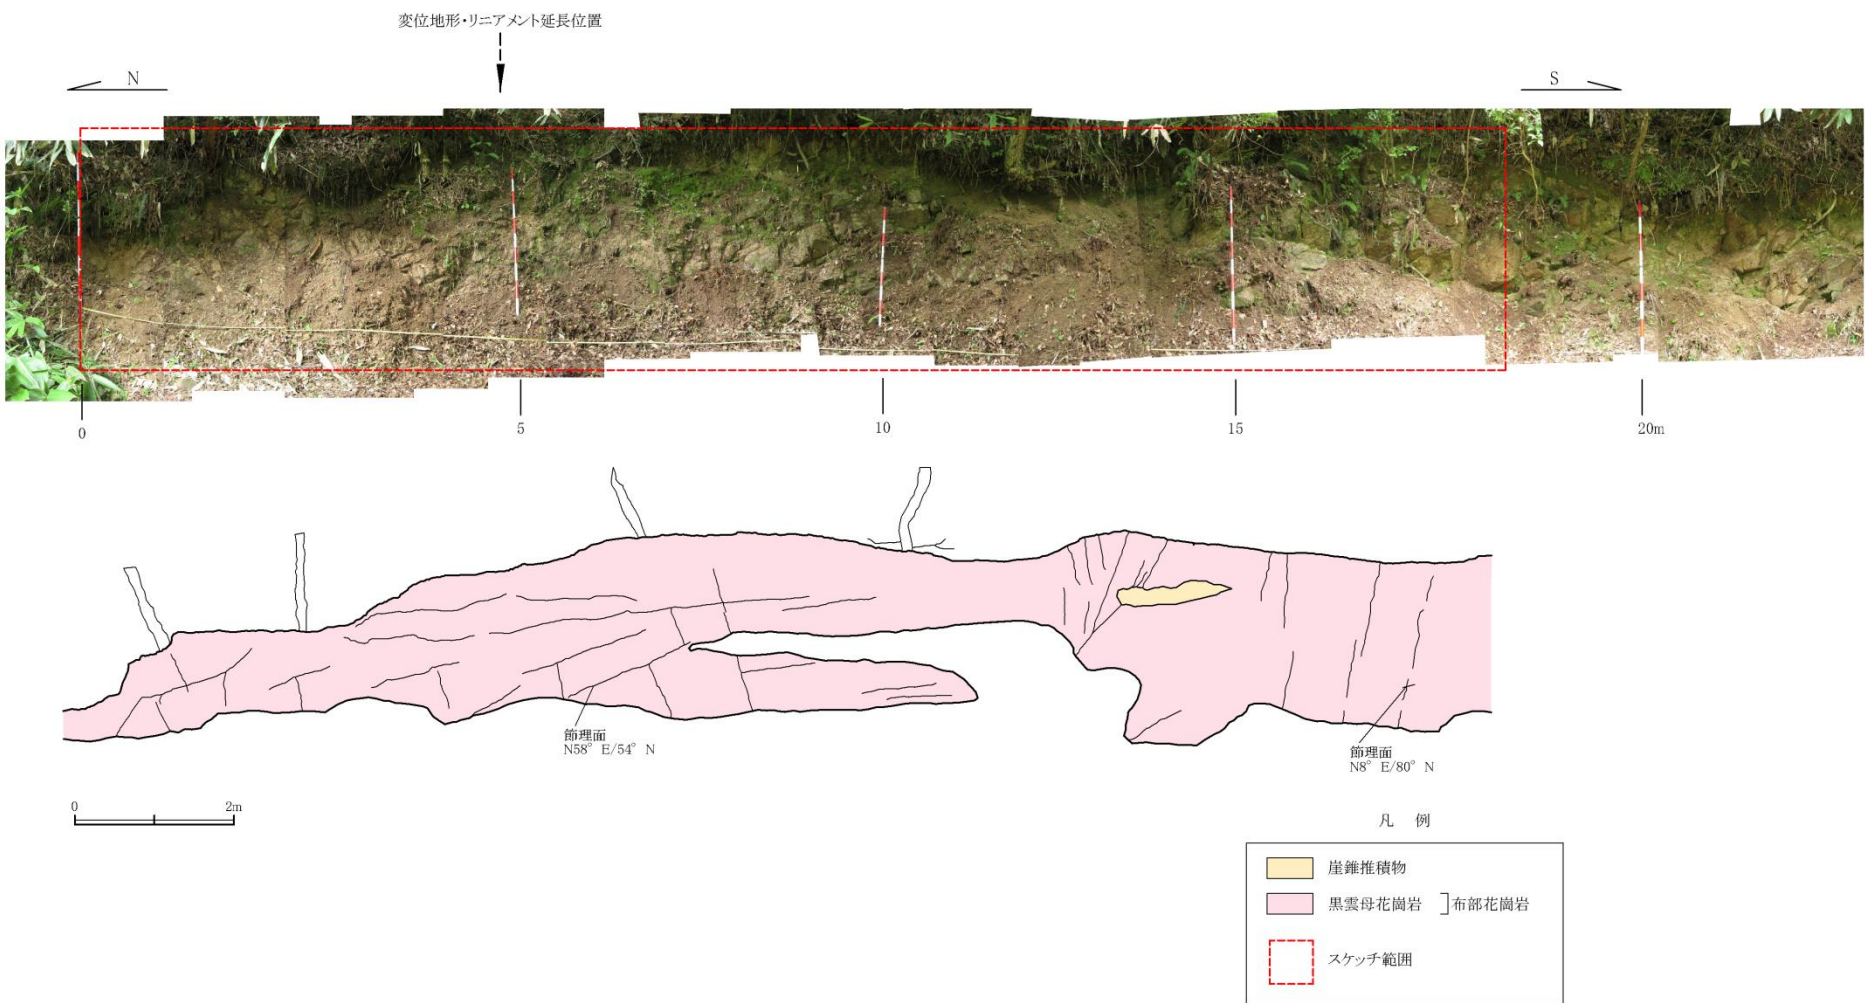 変位地形・リニアメント延長位置
N
S
0
5
10
15
20m
節理面
N58° E/54° N
節理面
N8° E/80° N
0
2m
凡 例
崖錐推積物
黒雲母花崗岩 ]布部花崗岩
スケッチ範囲